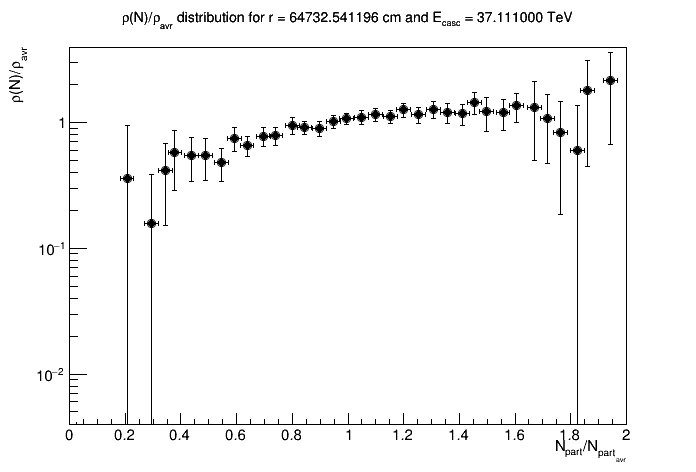 ρ(N)/ρavr distribution for r = 64732.541196 cm and Ecasc = 37.111000 TeV
ρ(N)/ρavr
1
10−1
10−2
0 0.2 0.4 0.6 0.8 1 1.2 1.4 1.6 1.8 2
Npart/Npartavr